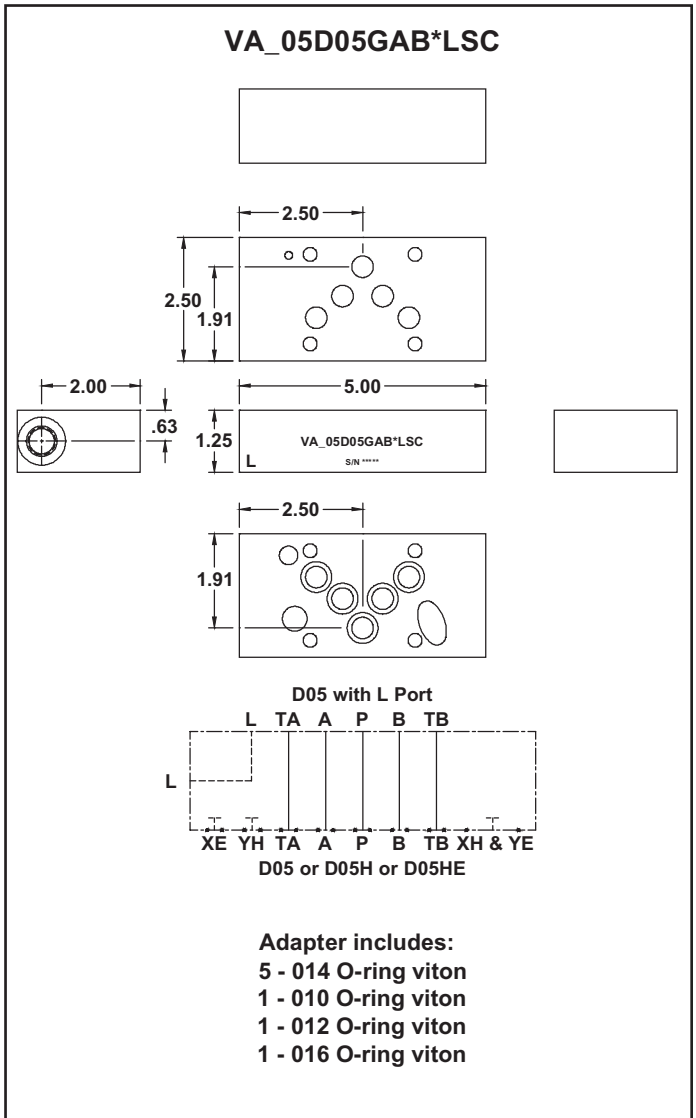 VA_05D05GAB*LSC
2.50
2.50
1.91
2.00
5.00
.63
1.25
VA_05D05GAB*LSC
L
S/N *****
2.50
1.91
D05 with L Port
L TA A P B TB
L
XE YH TA A P B TB XH & YE
D05 or D05H or D05HE
Adapter includes:
5 - 014 O-ring viton
1 - 010 O-ring viton
1 - 012 O-ring viton
1 - 016 O-ring viton